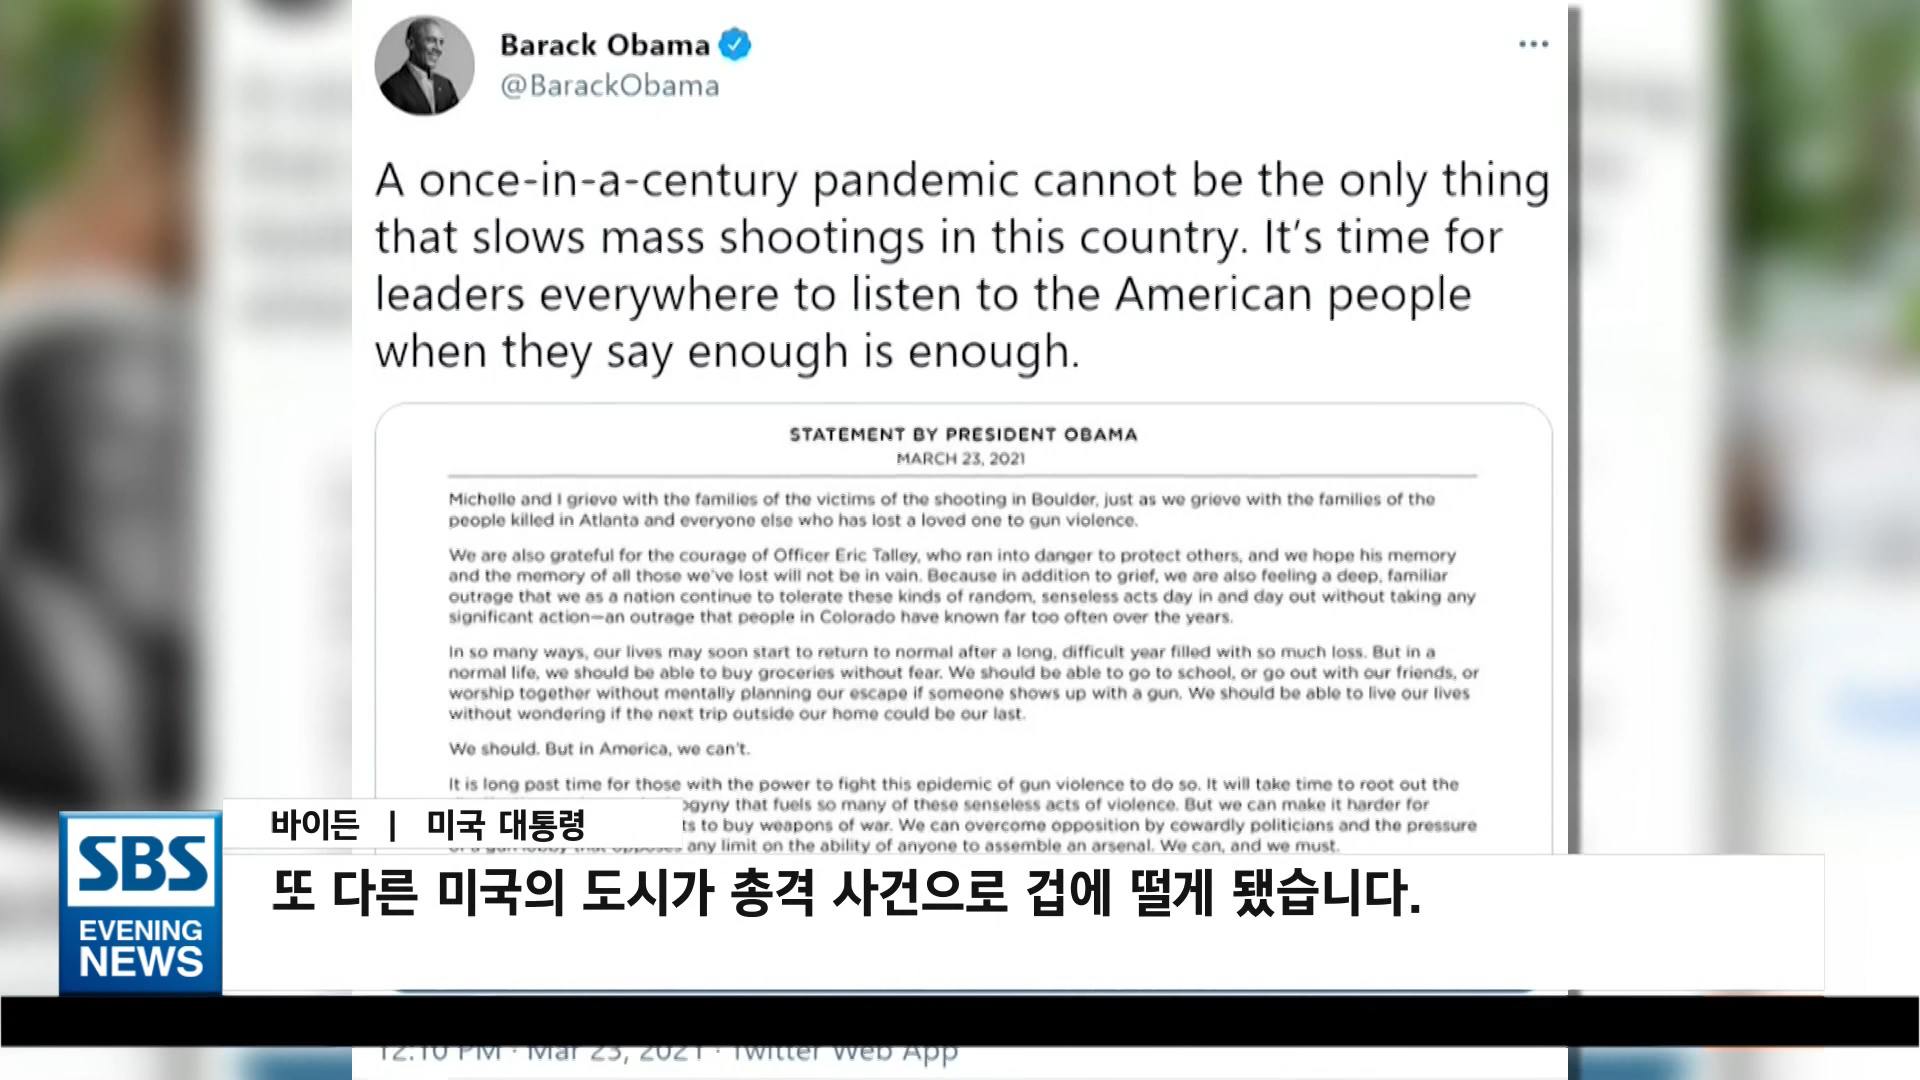 Barack Obama
@BarackObama
A once-in-a-century pandemic cannot be the only thing
that slows mass shootings in this country. It's time for
leaders everywhere to listen to the American people
when they say enough is enough.
STATEMENT BY PRESIDENT OBAMA
MARCH 23, 2021
Michelle and I grieve with the families of the victims of the shooting in Boulder, just as we grieve with the families of the
people killed in Atlanta and everyone else who has lost a loved one to gun violence.
We are also grateful for the courage of Officer Eric Talley, who ran into danger to protect others, and we hope his memory
and the memory of all those we've lost will not be in vain. Because in addition to grief, we are also feeling a deep, familiar
outrage that we as a nation continue to tolerate these kinds of random, senseless acts day in and day out without taking any
significant action—an outrage that people in Colorado have known far too often over the years.
In so many ways, our lives may soon start to return to normal after a long, difficult year filled with so much loss. But in a
normal life, we should be able to buy groceries without fear. We should be able to go to school, or go out with our friends, or
worship together without mentally planning our escape if someone shows up with a gun. We should be able to live our lives
without wondering if the next trip outside our home could be our last.
We should. But in America, we can't.
It is long past time for those with the power to fight this epidemic of gun violence to do so. It will take time to root out the
ogyny that fuels so many of these senseless acts of violence. But we can make it harder for
ts to buy weapons of war. We can overcome opposition by cowardly politicians and the pressure
any limit on the ability of anyone to assemble an arsenal. We can, and we must.
바이든 | 미국 대통령
또 다른 미국의 도시가 총격 사건으로 겁에 떨게 됐습니다.
SBS
EVENING
NEWS
12:10 PM · Mar 23, 2021 · Twitter Web App